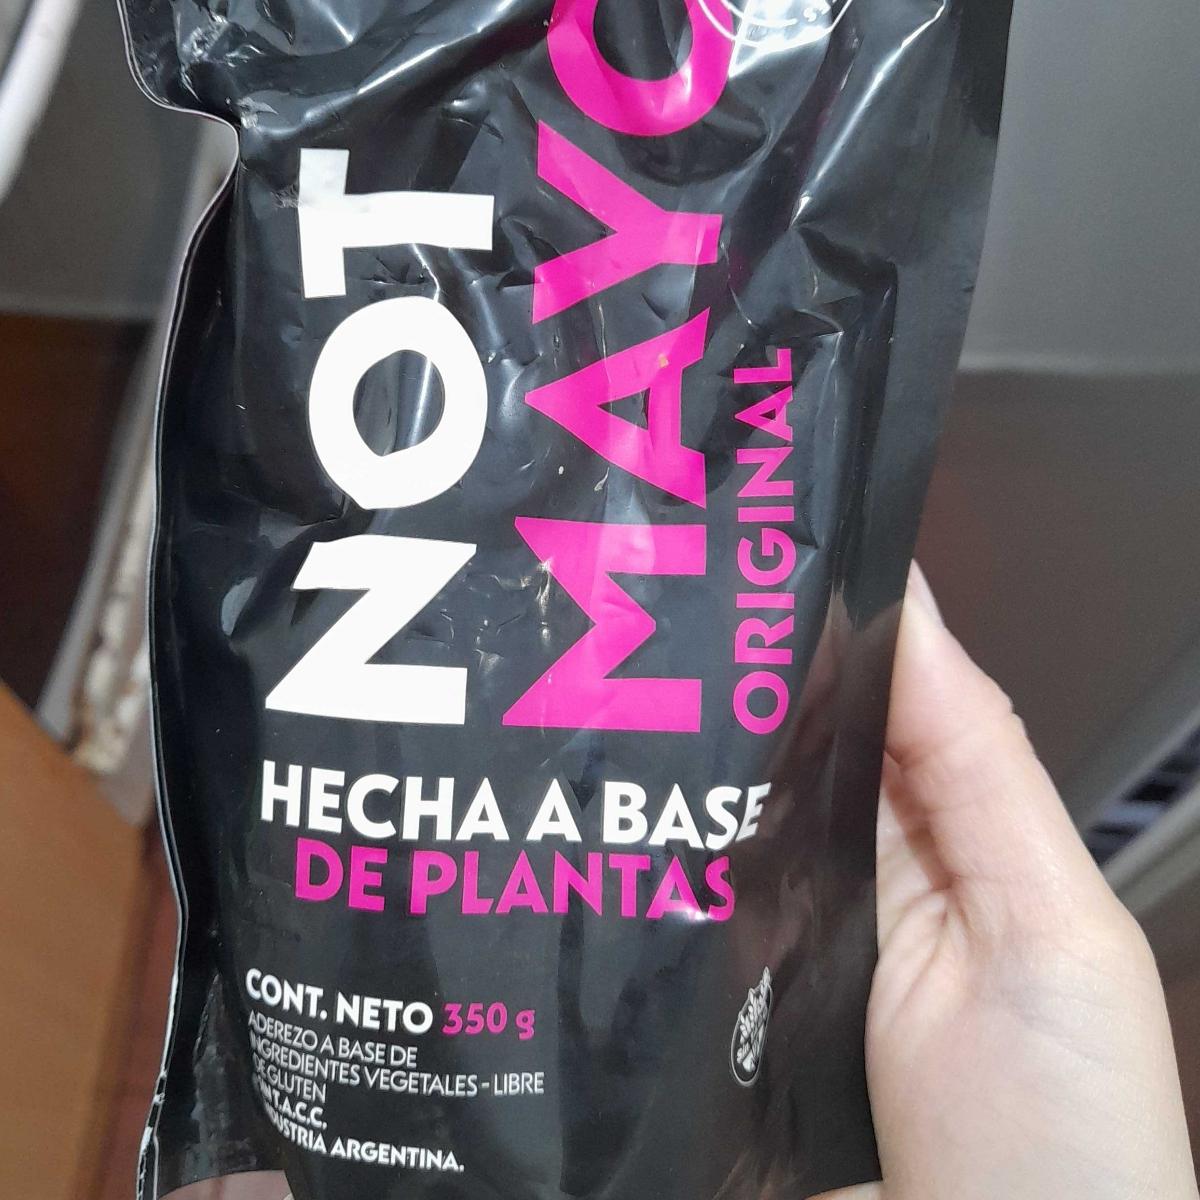 NOT
MAYO
ORIGINAL
HECHA A BASE
DE PLANTAS
CONT. NETO 350 g
ADEREZO A BASE DE
INGREDIENTES VEGETALES - LIBRE
DE GLUTEN
T.A.C.C.
INDUSTRIA ARGENTINA.